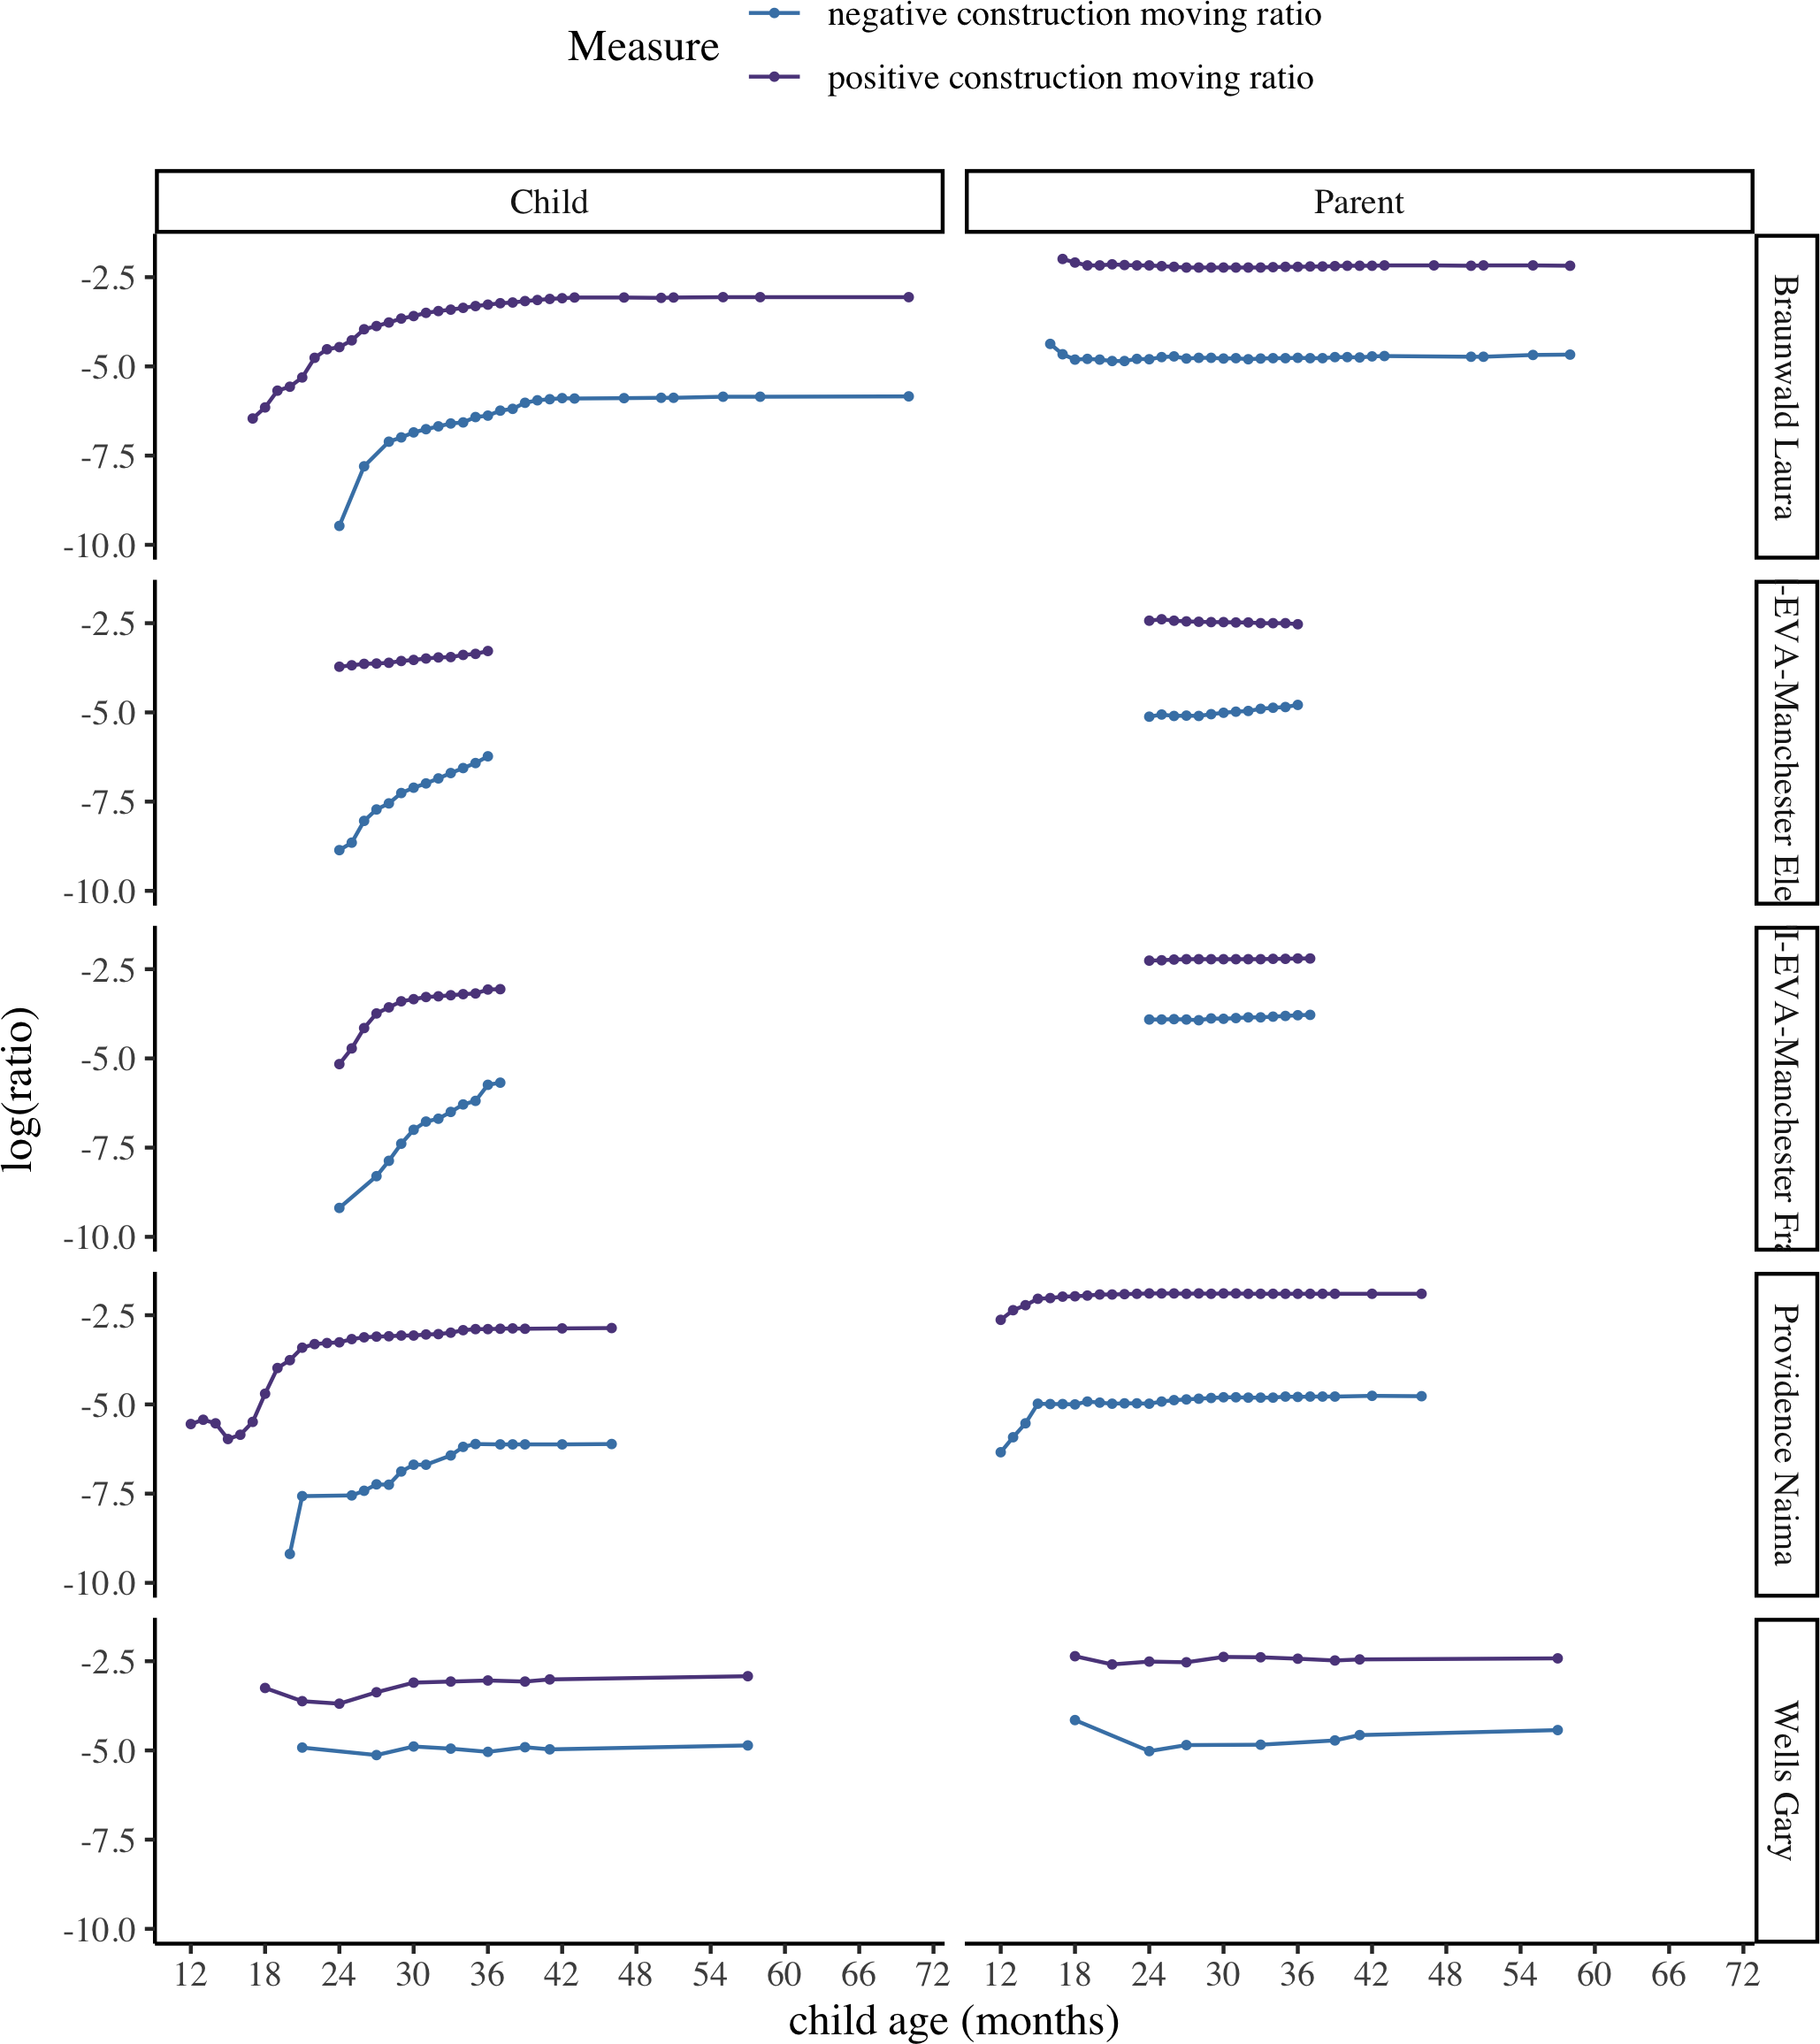 negative construction moving ratio
Measure
positive construction moving ratio
Child
Parent
-2.5
-5.0
-7.5
-10.0
Braunwald Laura
-2.5
-5.0
-7.5
-10.0
-EVA-Manchester Ele
-2.5
-5.0
-7.5
-10.0
I-EVA-Manchester Fra
-2.5
-5.0
-7.5
-10.0
Providence Naima
-2.5
-5.0
-7.5
-10.0
Wells Gary
log(ratio)
12 18 24 30 36 42 48 54 60 66 72
12 18 24 30 36 42 48 54 60 66 72
child age (months)